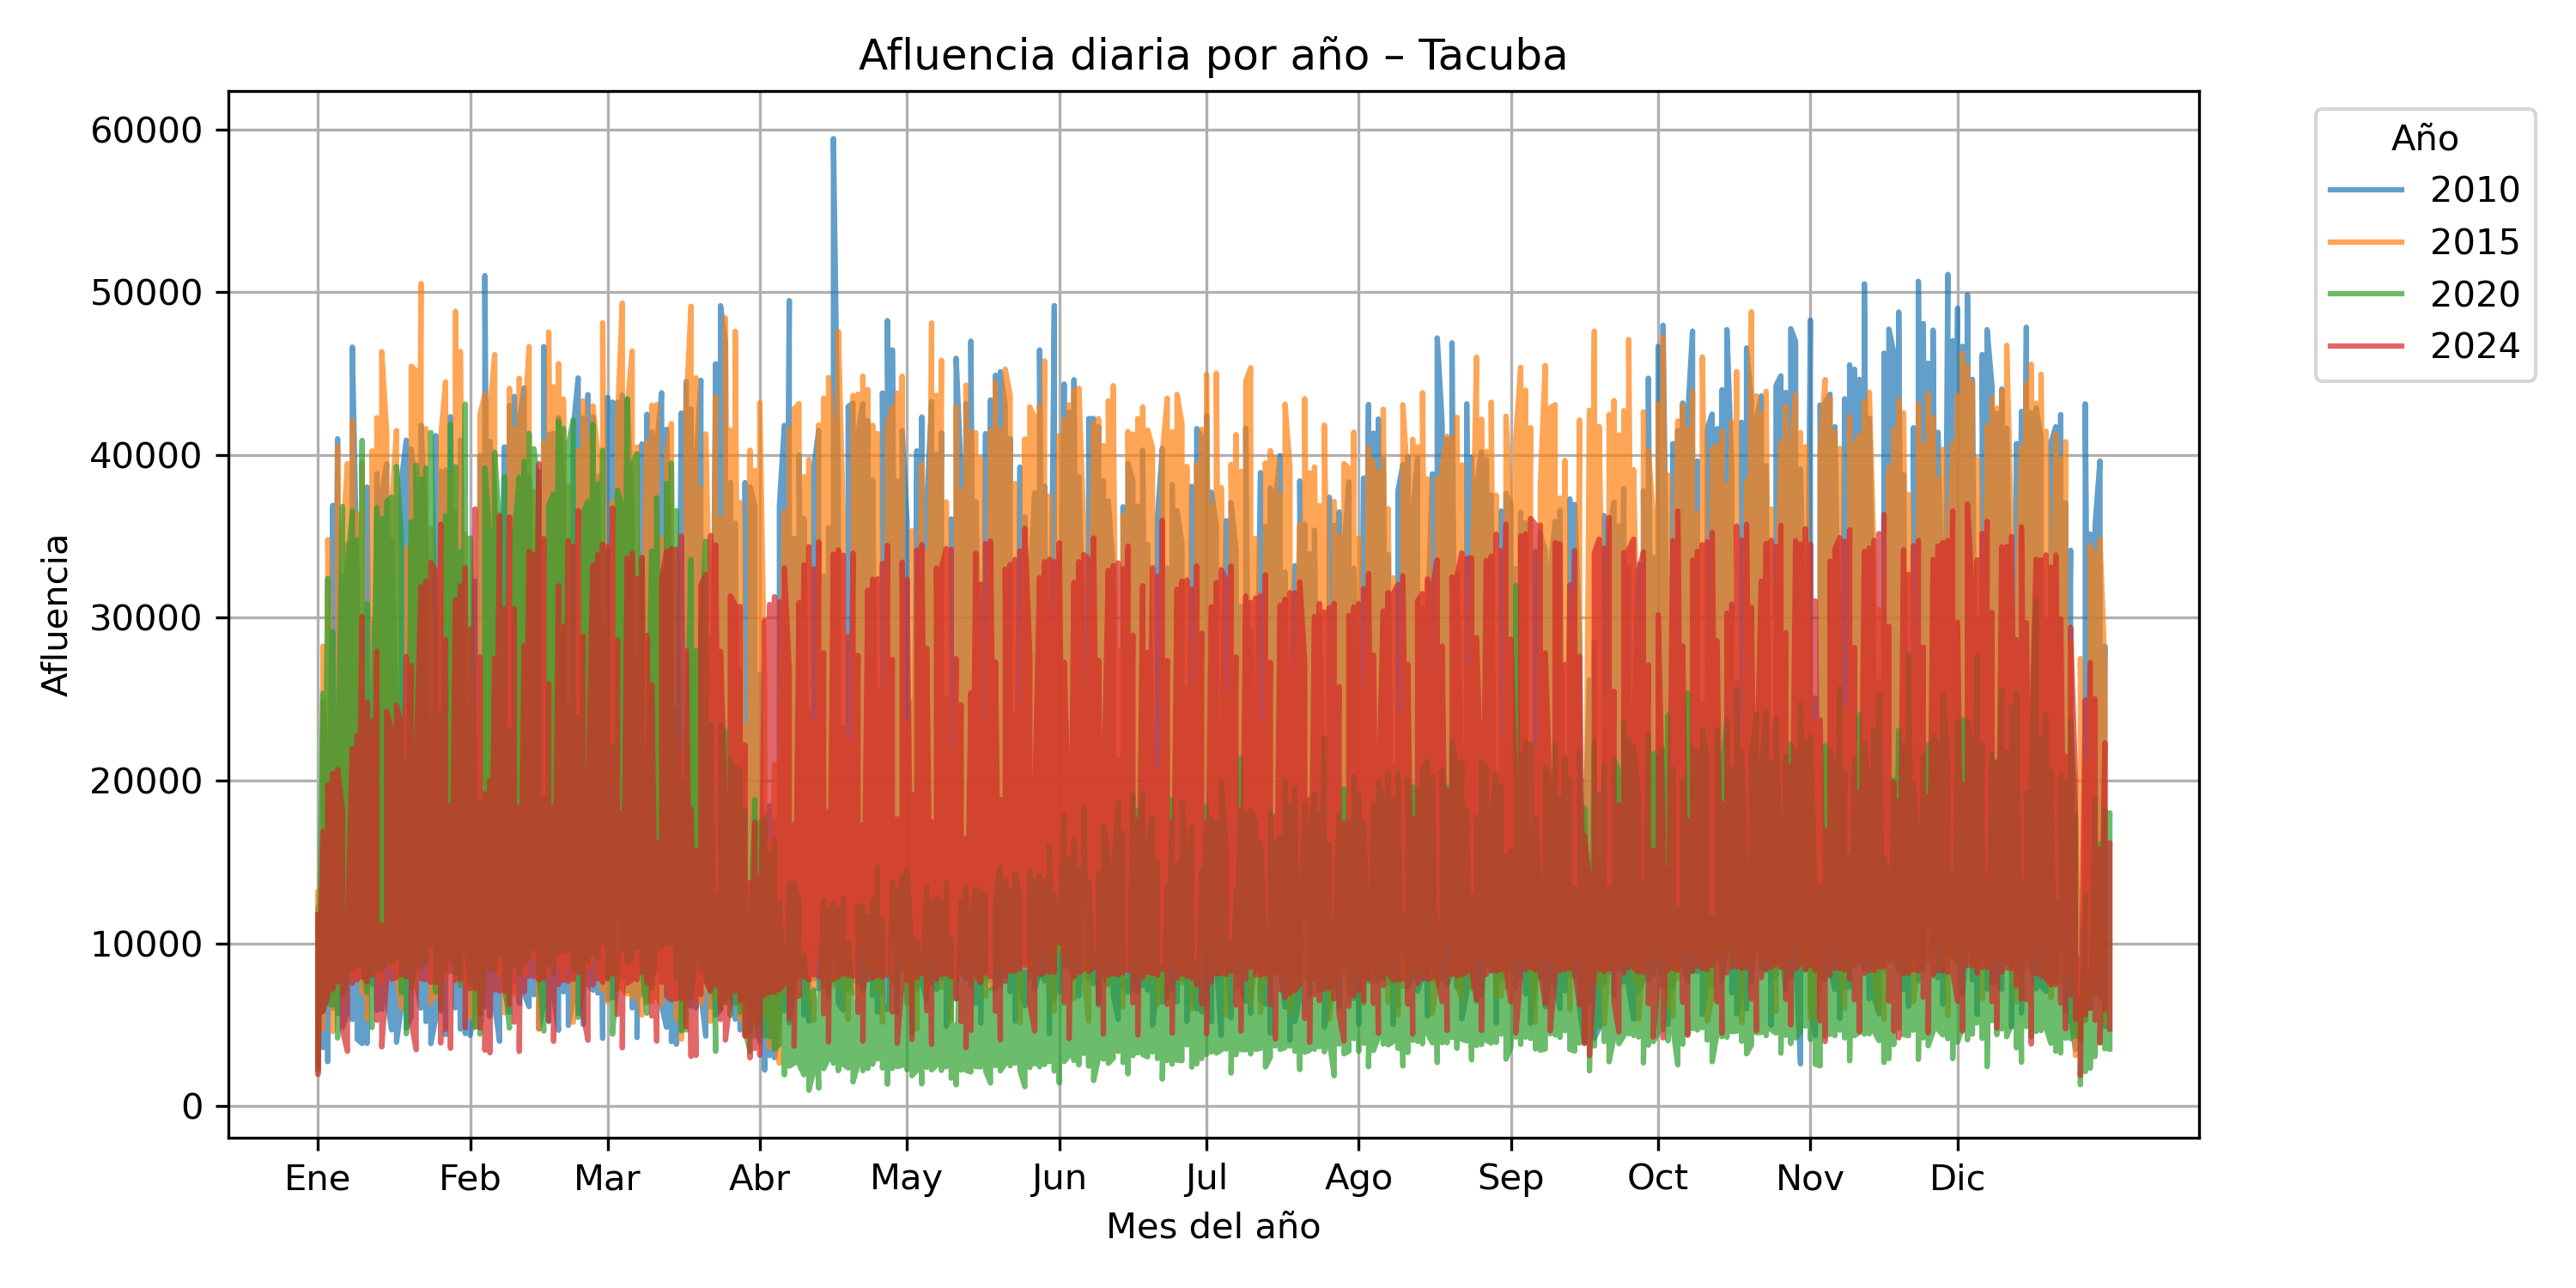 Afluencia diaria por año – Tacuba
Año
2010
2015
2020
2024
60000
50000
40000
30000
20000
10000
0
Afluencia
Ene Feb Mar Abr May Jun Jul Ago Sep Oct Nov Dic
Mes del año